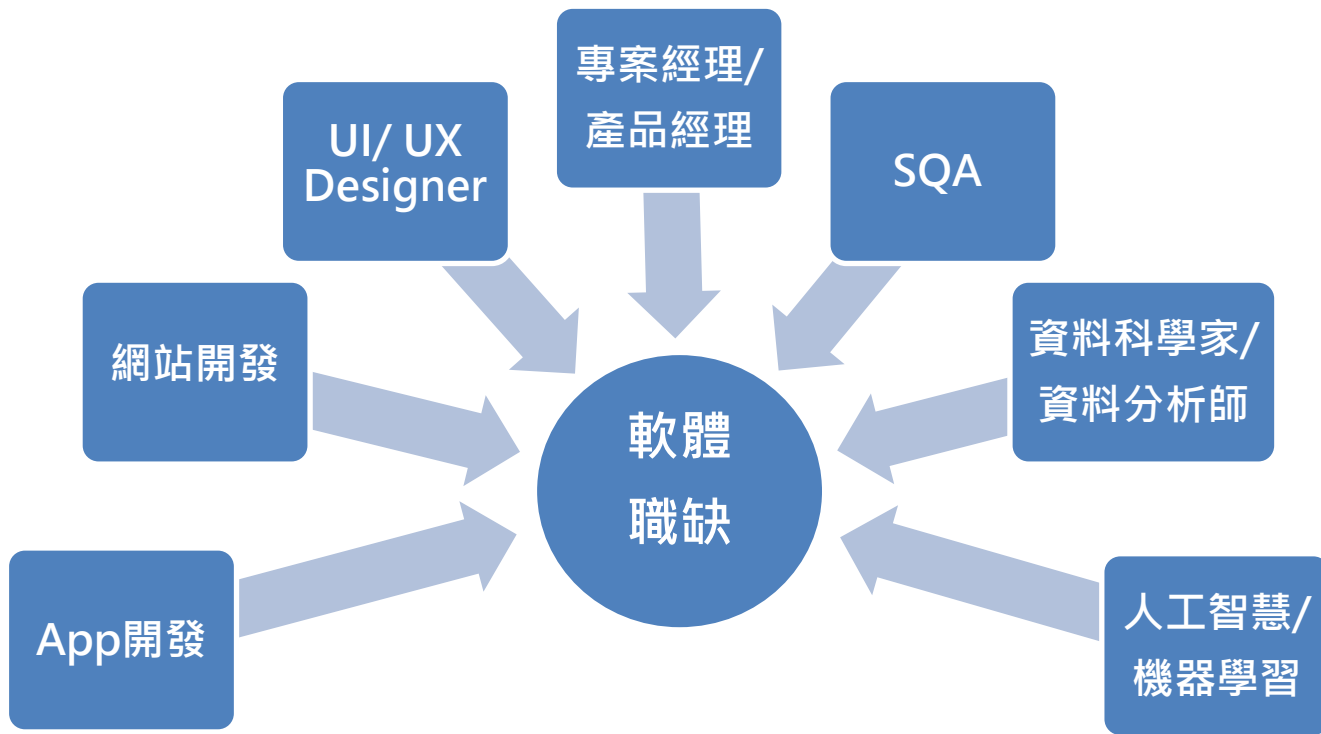 專案經理/
產品經理
UI/ UX
Designer
SQA
網站開發
資料科學家/
資料分析師
軟體
職缺
App開發
人工智慧/
機器學習